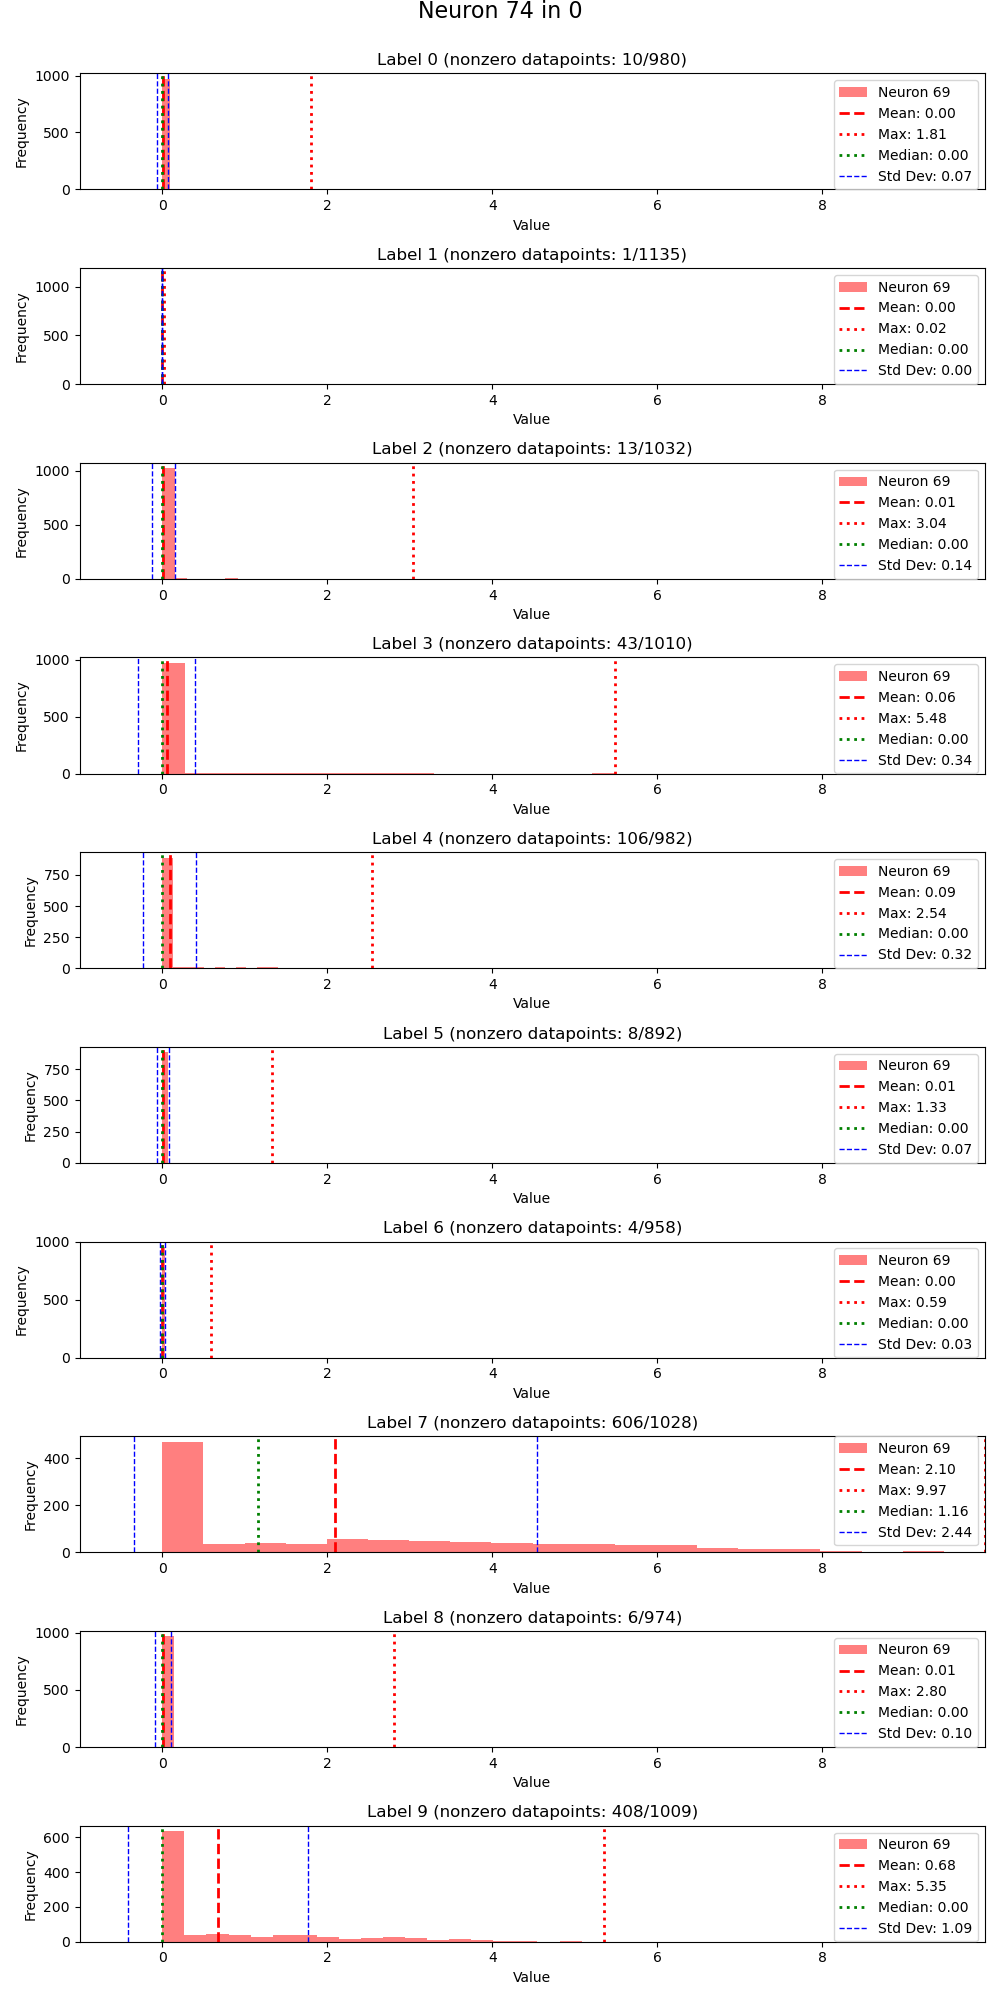 Neuron 74 in 0
Label 0 (nonzero datapoints: 10/980)
Frequency
1000
500
0
Neuron 69
Mean: 0.00
Max: 1.81
Median: 0.00
Std Dev: 0.07
0 2 4 6 8
Value
Label 1 (nonzero datapoints: 1/1135)
Frequency
1000
500
0
Neuron 69
Mean: 0.00
Max: 0.02
Median: 0.00
Std Dev: 0.00
0 2 4 6 8
Value
Label 2 (nonzero datapoints: 13/1032)
Frequency
1000
500
0
Neuron 69
Mean: 0.01
Max: 3.04
Median: 0.00
Std Dev: 0.14
0 2 4 6 8
Value
Label 3 (nonzero datapoints: 43/1010)
Frequency
1000
500
0
Neuron 69
Mean: 0.06
Max: 5.48
Median: 0.00
Std Dev: 0.34
0 2 4 6 8
Value
Label 4 (nonzero datapoints: 106/982)
Frequency
750
500
250
0
Neuron 69
Mean: 0.09
Max: 2.54
Median: 0.00
Std Dev: 0.32
0 2 4 6 8
Value
Label 5 (nonzero datapoints: 8/892)
Frequency
750
500
250
0
Neuron 69
Mean: 0.01
Max: 1.33
Median: 0.00
Std Dev: 0.07
0 2 4 6 8
Value
Label 6 (nonzero datapoints: 4/958)
Frequency
1000
500
0
Neuron 69
Mean: 0.00
Max: 0.59
Median: 0.00
Std Dev: 0.03
0 2 4 6 8
Value
Label 7 (nonzero datapoints: 606/1028)
Frequency
400
200
0
Neuron 69
Mean: 2.10
Max: 9.97
Median: 1.16
Std Dev: 2.44
0 2 4 6 8
Value
Label 8 (nonzero datapoints: 6/974)
Frequency
1000
500
0
Neuron 69
Mean: 0.01
Max: 2.80
Median: 0.00
Std Dev: 0.10
0 2 4 6 8
Value
Label 9 (nonzero datapoints: 408/1009)
Frequency
600
400
200
0
Neuron 69
Mean: 0.68
Max: 5.35
Median: 0.00
Std Dev: 1.09
0 2 4 6 8
Value